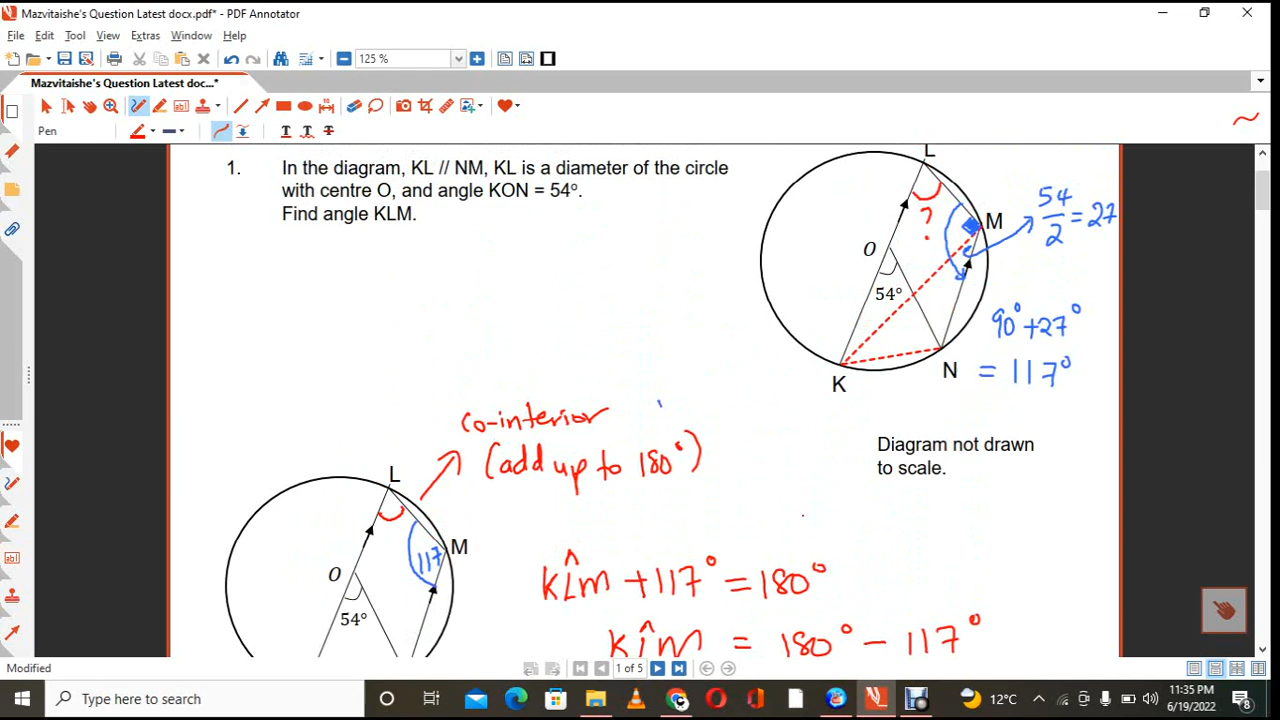 Mazvitaishe's Question Latest docx.pdf* - PDF Annotator
File Edit Tool View Extras Window Help
125 %
Mazvitaishe's Question Latest doc...*
Pen
1. In the diagram, KL // NM, KL is a diameter of the circle
with centre O, and angle KON = 54°.
Find angle KLM.
L
?
M
O
54°
K
N
54/2 = 27
90° + 27°
= 117°
Diagram not drawn
to scale.
co-interior
(add up to 180°)
L
117
M
O
54°
KL̂M + 117° = 180°
KL̂M = 180° - 117°
Modified
1 of 5
Type here to search
12°C
11:35 PM
6/19/2022
8